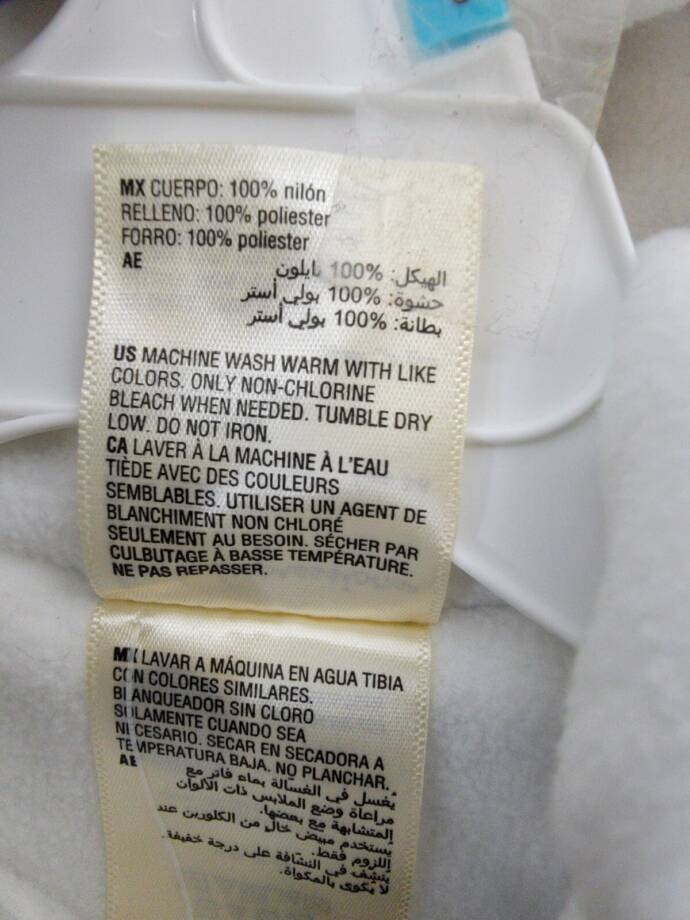 MX CUERPO: 100% nilón
RELLENO: 100% poliester
FORRO: 100% poliester
AE
الهيكل: %100 نايلون
حشوة: %100 بولي أستر
بطانة: %100 بولي أستر
US MACHINE WASH WARM WITH LIKE
COLORS. ONLY NON-CHLORINE
BLEACH WHEN NEEDED. TUMBLE DRY
LOW. DO NOT IRON.
CA LAVER À LA MACHINE À L'EAU
TIÈDE AVEC DES COULEURS
SEMBLABLES. UTILISER UN AGENT DE
BLANCHIMENT NON CHLORÉ
SEULEMENT AU BESOIN. SÉCHER PAR
CULBUTAGE À BASSE TEMPÉRATURE.
NE PAS REPASSER.
MX LAVAR A MÁQUINA EN AGUA TIBIA
CON COLORES SIMILARES.
BLANQUEADOR SIN CLORO
SOLAMENTE CUANDO SEA
NECESARIO. SECAR EN SECADORA A
TEMPERATURA BAJA. NO PLANCHAR.
AE
يغسل في الغسالة بماء فاتر مع
مراعاة وضع الملابس ذات الألوان
المتشابهة مع بعضها.
يستخدم مبيض خال من الكلورين عند
اللزوم فقط.
ينشف في النشافة على درجة خفيفة.
لا يكوى بالمكواة.